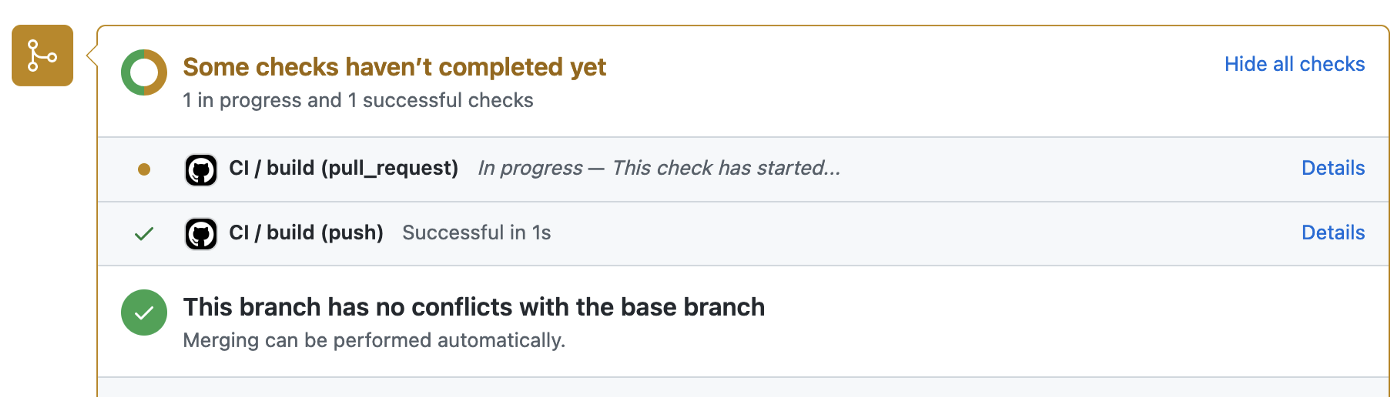 Some checks haven’t completed yet
Hide all checks
1 in progress and 1 successful checks
CI / build (pull_request) In progress — This check has started... Details
CI / build (push) Successful in 1s Details
This branch has no conflicts with the base branch
Merging can be performed automatically.